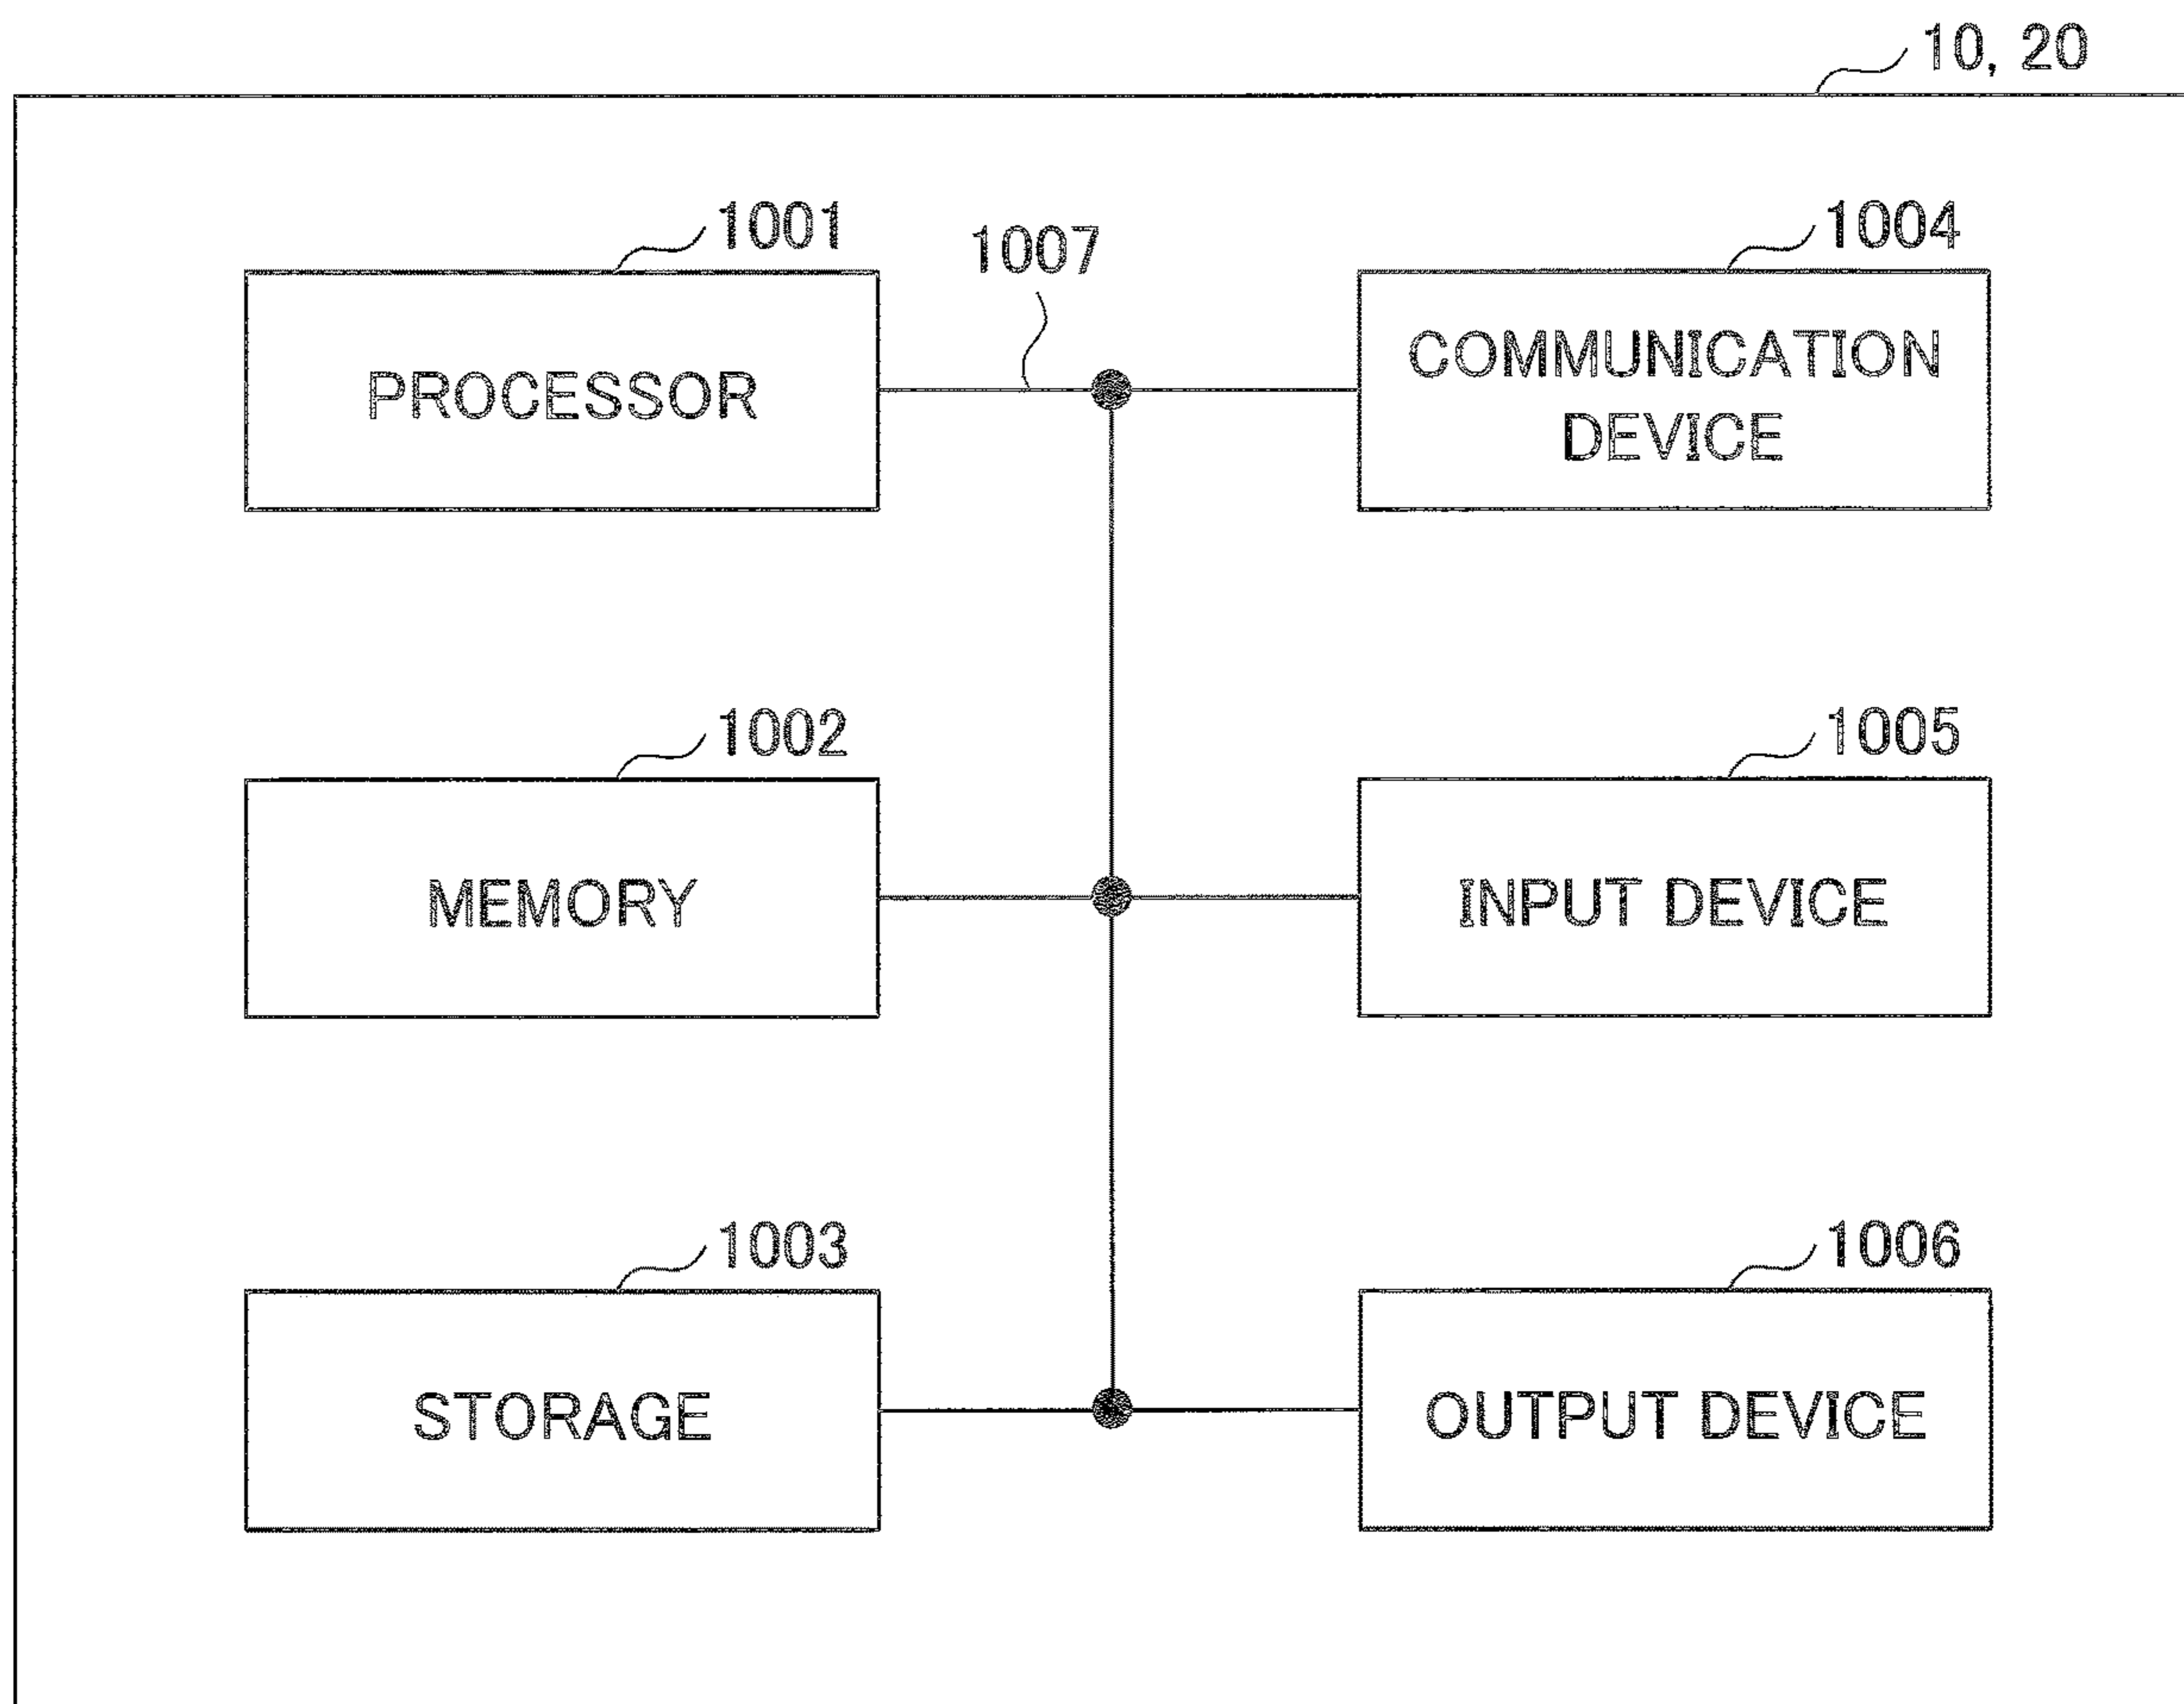 10, 20
1001
1007
1004
PROCESSOR
COMMUNICATION
DEVICE
1002
1005
MEMORY
INPUT DEVICE
1003
1006
STORAGE
OUTPUT DEVICE